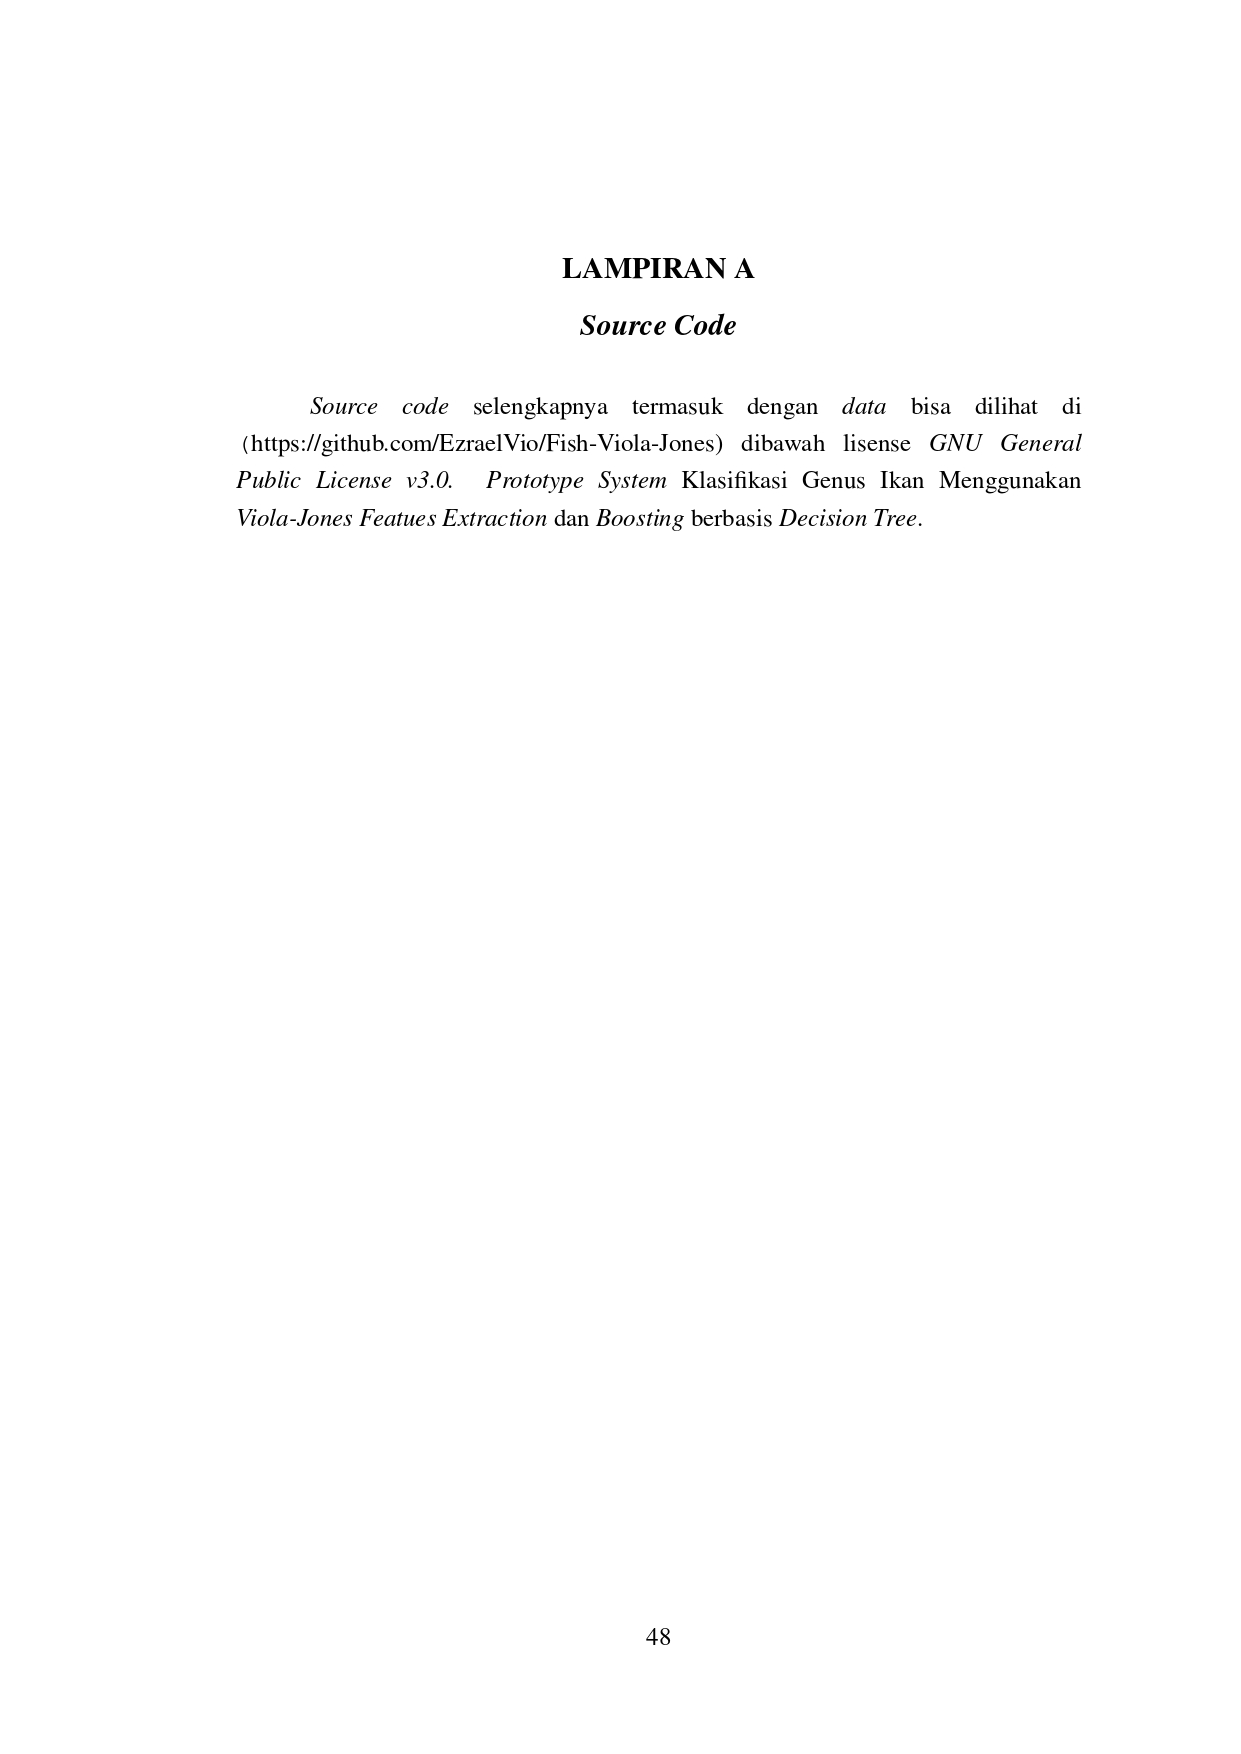 LAMPIRAN A
Source Code
Source code selengkapnya termasuk dengan data bisa dilihat di
(https://github.com/EzraelVio/Fish-Viola-Jones) dibawah lisense GNU General
Public License v3.0. Prototype System Klasifikasi Genus Ikan Menggunakan
Viola-Jones Featues Extraction dan Boosting berbasis Decision Tree.
48